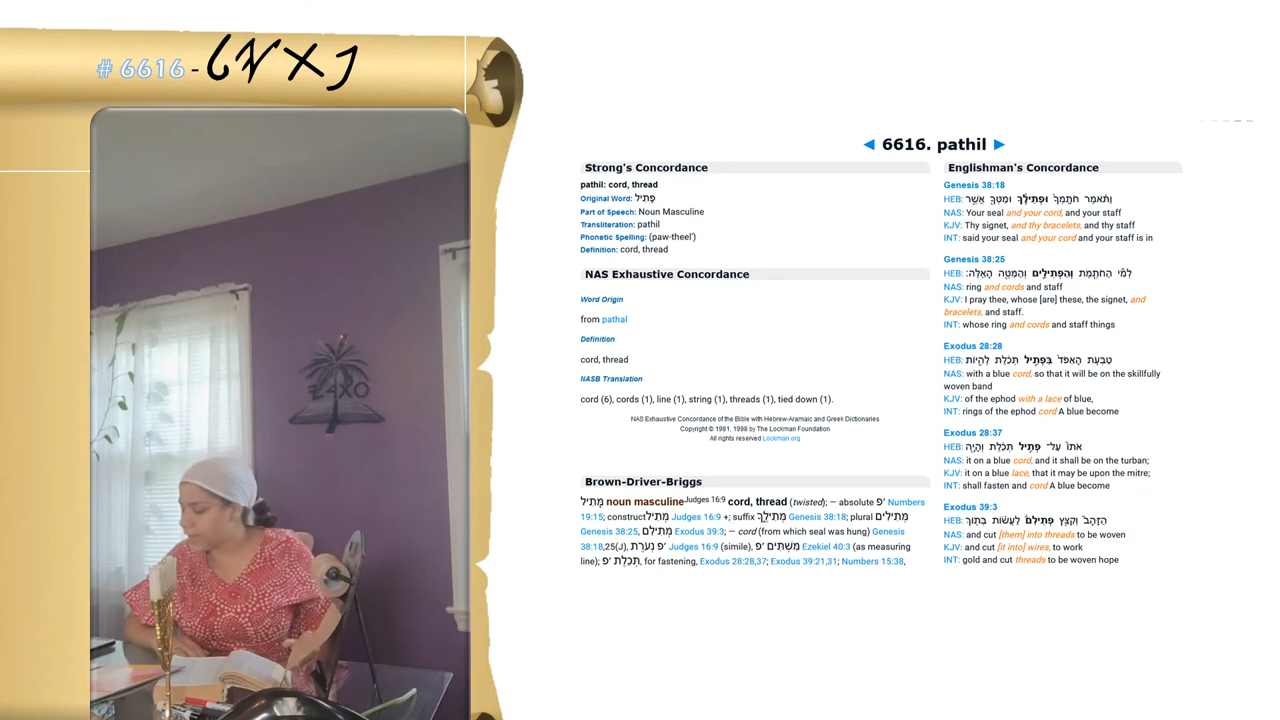 # 6616 -
6616. pathil
Strong's Concordance
pathil: cord, thread
Original Word: פָּתִיל
Part of Speech: Noun Masculine
Transliteration: pathil
Phonetic Spelling: (paw-theel')
Definition: cord, thread
NAS Exhaustive Concordance
Word Origin
from pathal
Definition
cord, thread
NASB Translation
cord (6), cords (1), line (1), string (1), threads (1), tied down (1).
NAS Exhaustive Concordance of the Bible with Hebrew-Aramaic and Greek Dictionaries
Copyright © 1981, 1998 by The Lockman Foundation
All rights reserved Lockman.org
Brown-Driver-Briggs
noun masculine Judges 16:9 cord, thread (twisted); — absolute פ׳ Numbers
19:15; construct Judges 16:9 +; suffix Genesis 38:18; plural
Exodus 39:3; — cord (from which seal was hung) Genesis
38:18,25(J), פ׳ נְעֹרֶת Judges 16:9 (simile), פ׳ Ezekiel 40:3 (as measuring
line); פ׳ תְּכֵלֶת, for fastening, Exodus 28:28,37; Exodus 39:21,31; Numbers 15:38,
Englishman's Concordance
Genesis 38:18
HEB: וַתֹּאמֶר חֹתָֽמְךָ֙ וּפְתִילֶ֔ךָ וּמַטְּךָ֖ אֲשֶׁ֣ר
NAS: Your seal and your cord, and your staff
KJV: Thy signet, and thy bracelets, and thy staff
INT: said your seal and your cord and your staff is in
Genesis 38:25
HEB: לְמִ֞י הַחֹתֶ֧מֶת וְהַפְּתִילִ֛ים וְהַמַּטֶּ֖ה הָאֵֽלֶּה׃
NAS: ring and cords and staff
KJV: I pray thee, whose [are] these, the signet, and
bracelets, and staff.
INT: whose ring and cords and staff things
Exodus 28:28
HEB: טַבְּעֹ֤ת הָאֵפֹד֙ בִּפְתִ֣יל תְּכֵ֔לֶת לִֽהְי֖וֹת
NAS: with a blue cord, so that it will be on the skillfully
woven band
KJV: of the ephod with a lace of blue,
INT: rings of the ephod cord A blue become
Exodus 28:37
HEB: אֹתוֹ֙ עַל־ פְּתִ֣יל תְּכֵ֔לֶת וְהָיָ֖ה
NAS: it on a blue cord, and it shall be on the turban;
KJV: it on a blue lace, that it may be upon the mitre;
INT: shall fasten and cord A blue become
Exodus 39:3
HEB: הַזָּהָב֮ וְקִצֵּ֣ץ פְּתִילִם֒ לַעֲשׂ֗וֹת בְּת֤וֹךְ
NAS: and cut [them] into threads to be woven
KJV: and cut [it into] wires, to work
INT: gold and cut threads to be woven hope